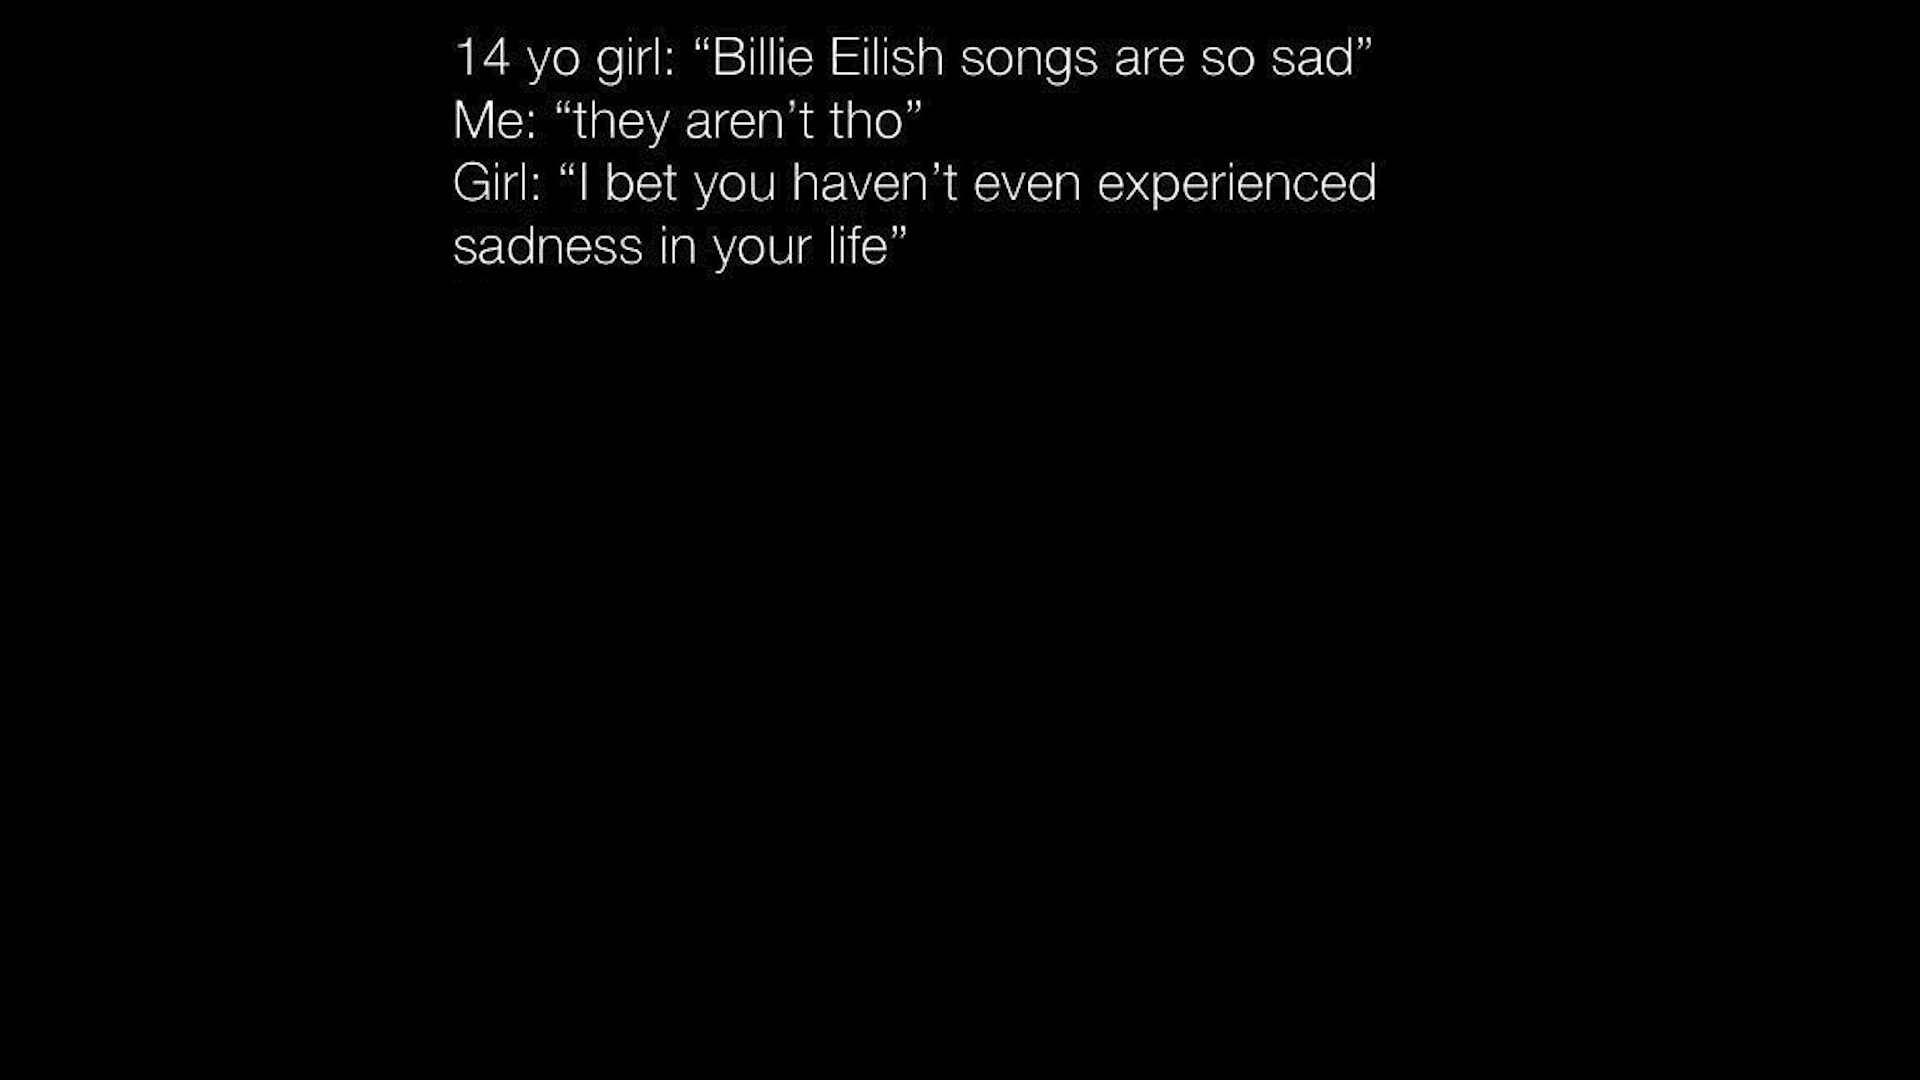 14 yo girl: “Billie Eilish songs are so sad”
Me: “they aren’t tho”
Girl: “I bet you haven’t even experienced
sadness in your life”